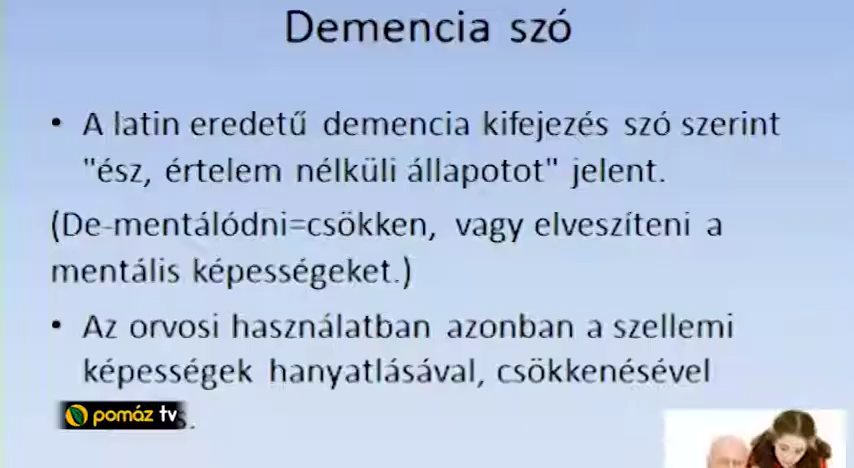 Demencia szó
• A latin eredetű demencia kifejezés szó szerint
"ész, értelem nélküli állapotot" jelent.
(De-mentálódni=csökken, vagy elveszíteni a
mentális képességeket.)
• Az orvosi használatban azonban a szellemi
képességek hanyatlásával, csökkenésével
pomáz tv